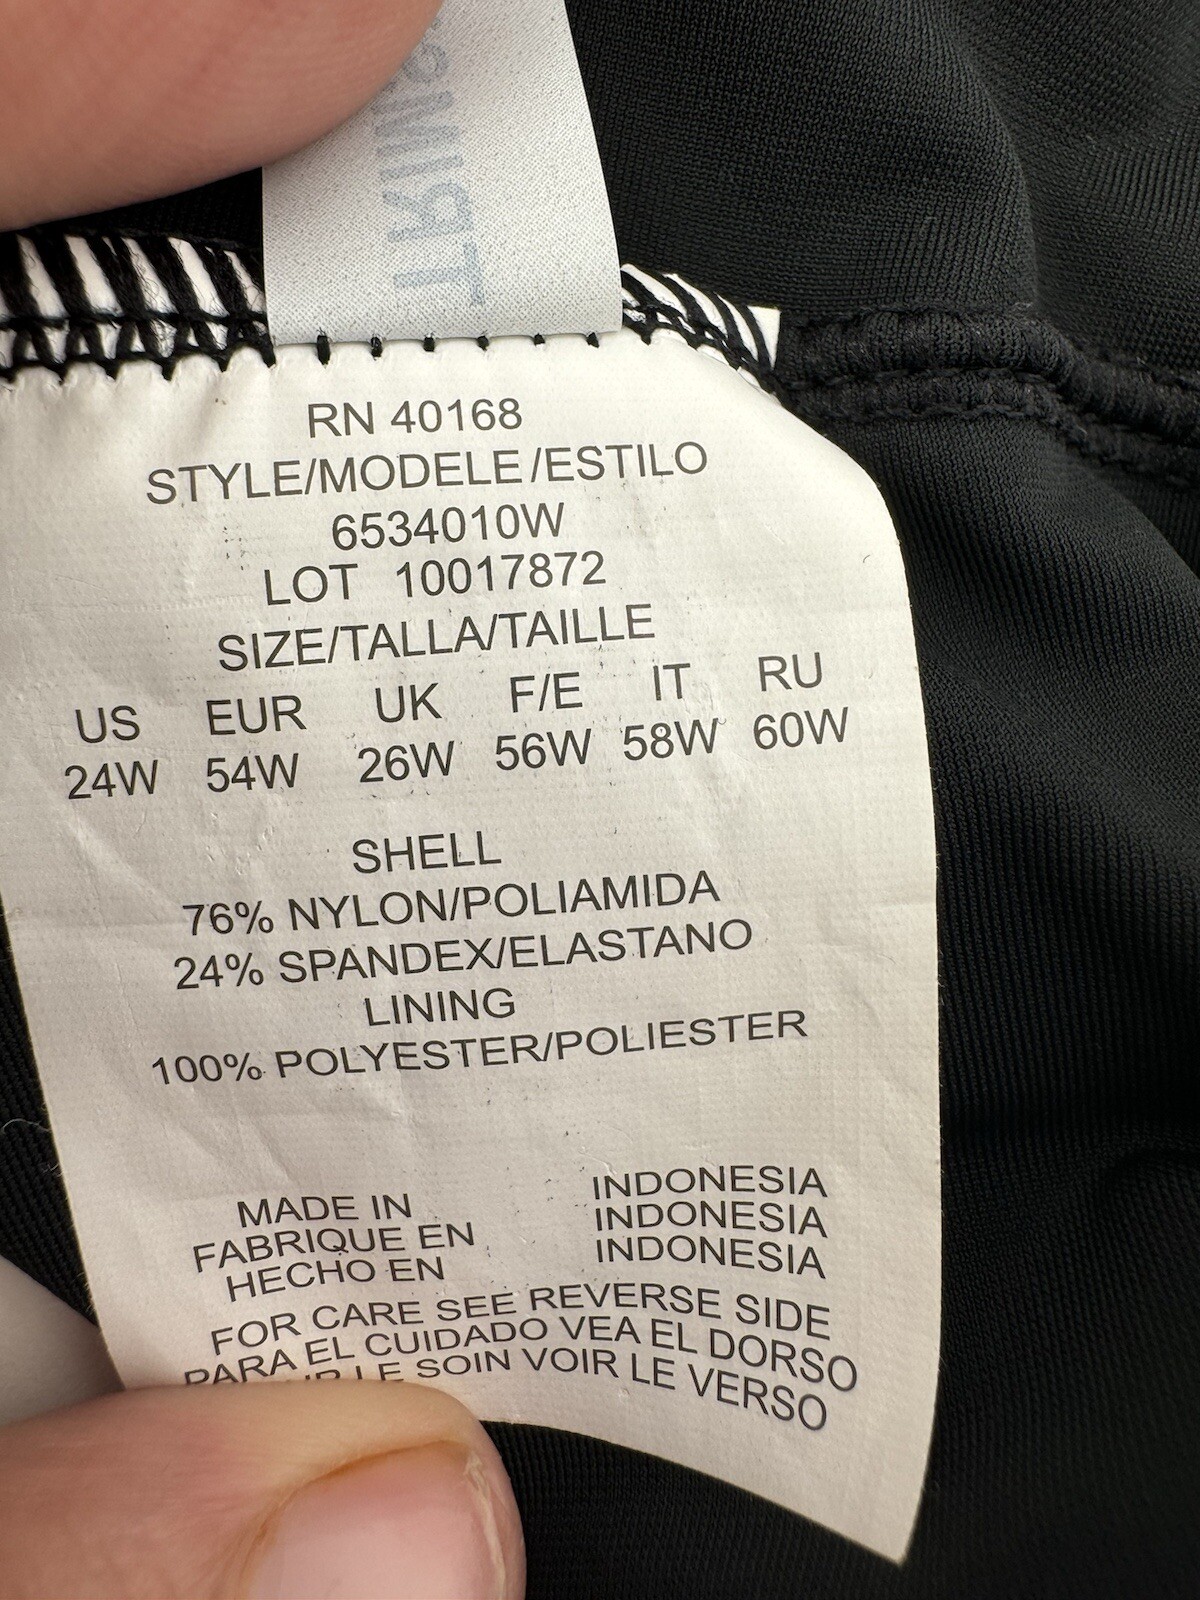 RN 40168
STYLE/MODELE/ESTILO
6534010W
LOT 10017872
SIZE/TALLA/TAILLE
US EUR UK F/E IT RU
24W 54W 26W 56W 58W 60W
SHELL
76% NYLON/POLIAMIDA
24% SPANDEX/ELASTANO
LINING
100% POLYESTER/POLIESTER
MADE IN INDONESIA
FABRIQUE EN INDONESIA
HECHO EN INDONESIA
FOR CARE SEE REVERSE SIDE
PARA EL CUIDADO VEA EL DORSO
LE SOIN VOIR LE VERSO